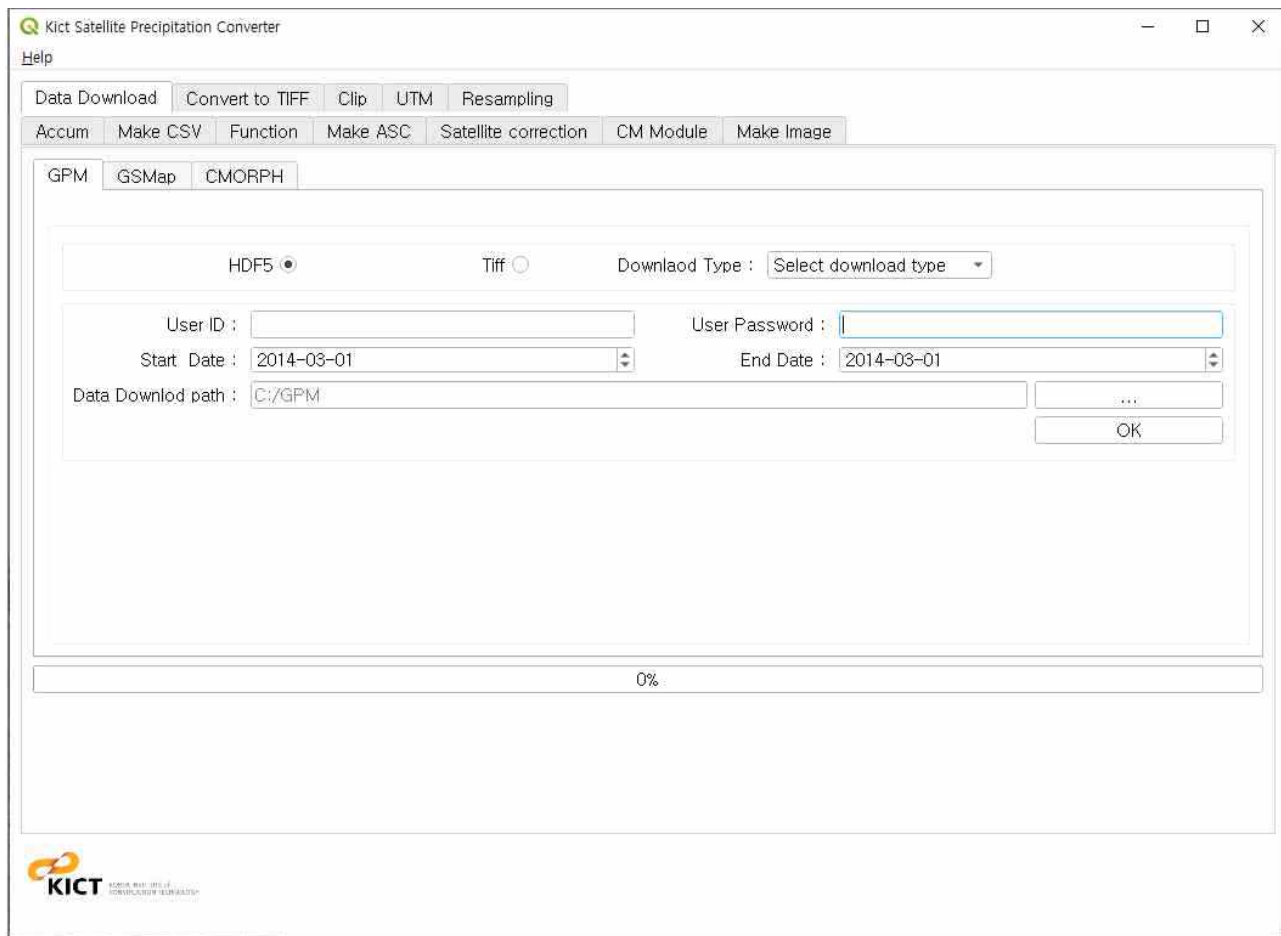 Kict Satellite Precipitation Converter
Help
Data Download Convert to TIFF Clip UTM Resampling
Accum Make CSV Function Make ASC Satellite correction CM Module Make Image
GPM GSMap CMORPH
HDF5 Tiff Downlaod Type : Select download type
User ID : User Password :
Start Date : 2014-03-01 End Date : 2014-03-01
Data Downlod path : C:/GPM ...
OK
0%
KICT